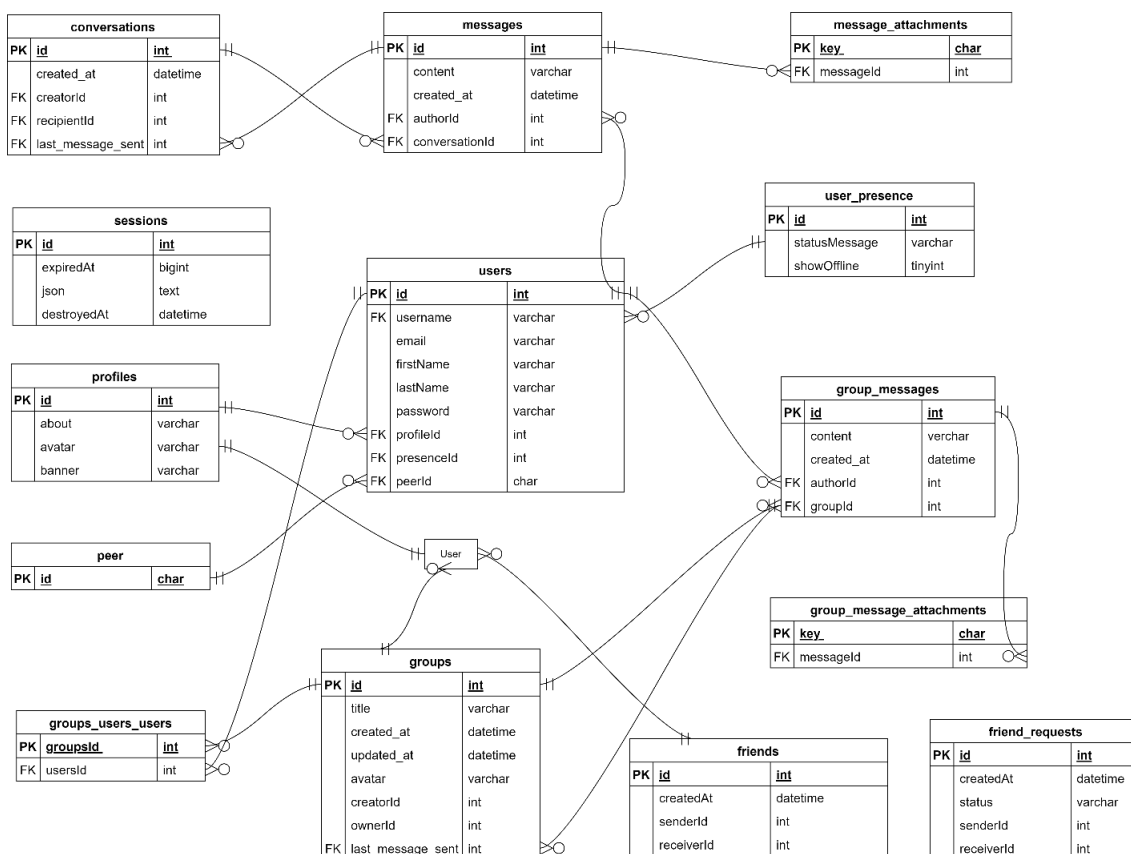 conversations
PK id int
created_at datetime
FK creatorId int
FK recipientId int
FK last_message_sent int
messages
PK id int
content varchar
created_at datetime
FK authorId int
FK conversationId int
message_attachments
PK key char
FK messageId int
sessions
PK id int
expiredAt bigint
json text
destroyedAt datetime
users
PK id int
FK username varchar
email varchar
firstName varchar
lastName varchar
password varchar
FK profileId int
FK presenceId int
FK peerId char
user_presence
PK id int
statusMessage varchar
showOffline tinyint
profiles
PK id int
about varchar
avatar varchar
banner varchar
group_messages
PK id int
content verchar
created_at datetime
FK authorId int
FK groupId int
peer
PK id char
User
group_message_attachments
PK key char
FK messageId int
groups
PK id int
title varchar
created_at datetime
updated_at datetime
avatar varchar
creatorId int
ownerId int
FK last_message_sent int
groups_users_users
PK groupsId int
FK usersId int
friends
PK id int
createdAt datetime
senderId int
receiverId int
friend_requests
PK id int
createdAt datetime
status varchar
senderId int
receiverId int